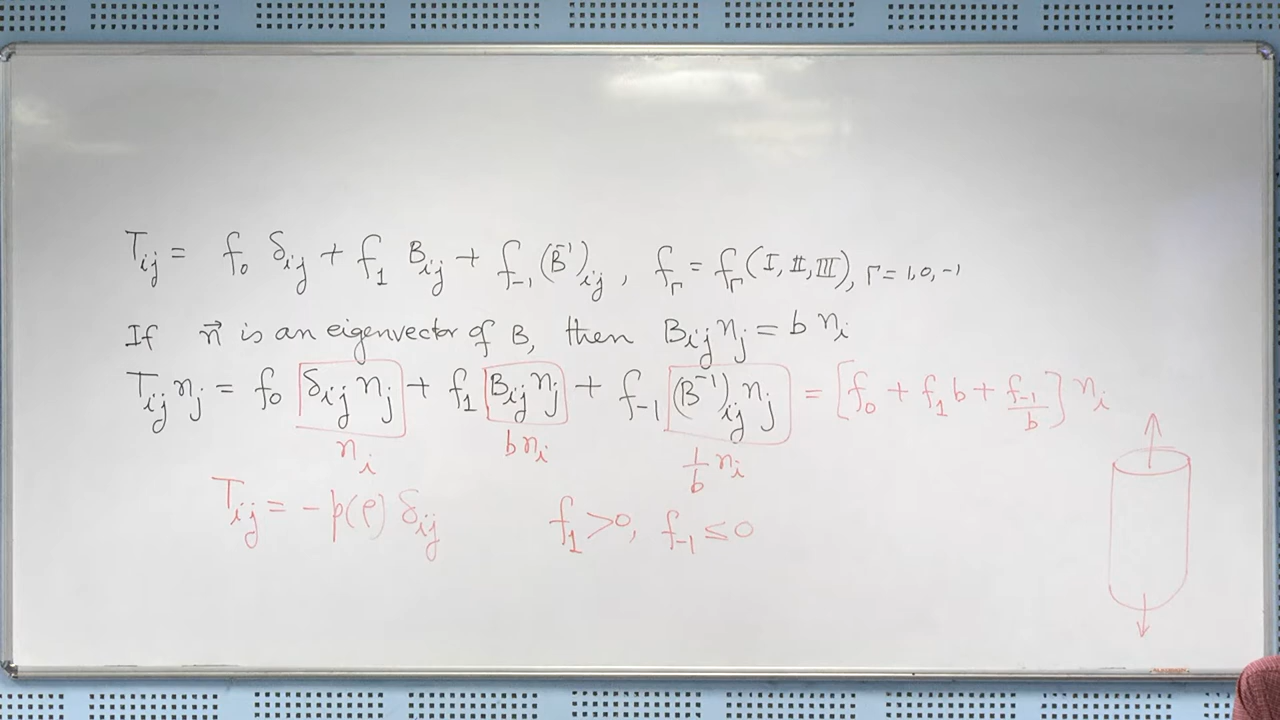 Tij = f₀ δij + f₁ Bij + f₋₁ (B⁻¹)ij , fΓ = fΓ(I, II, III), Γ = 1, 0, -1
If n⃗ is an eigenvector of B, then Bij nj = b ni
Tij nj = f₀ δij nj + f₁ Bij nj + f₋₁ (B⁻¹)ij nj = [f₀ + f₁ b + f₋₁/b] ni
ni bni 1/b ni
Tij = - p(ρ) δij f₁ >0, f₋₁ ≤ 0